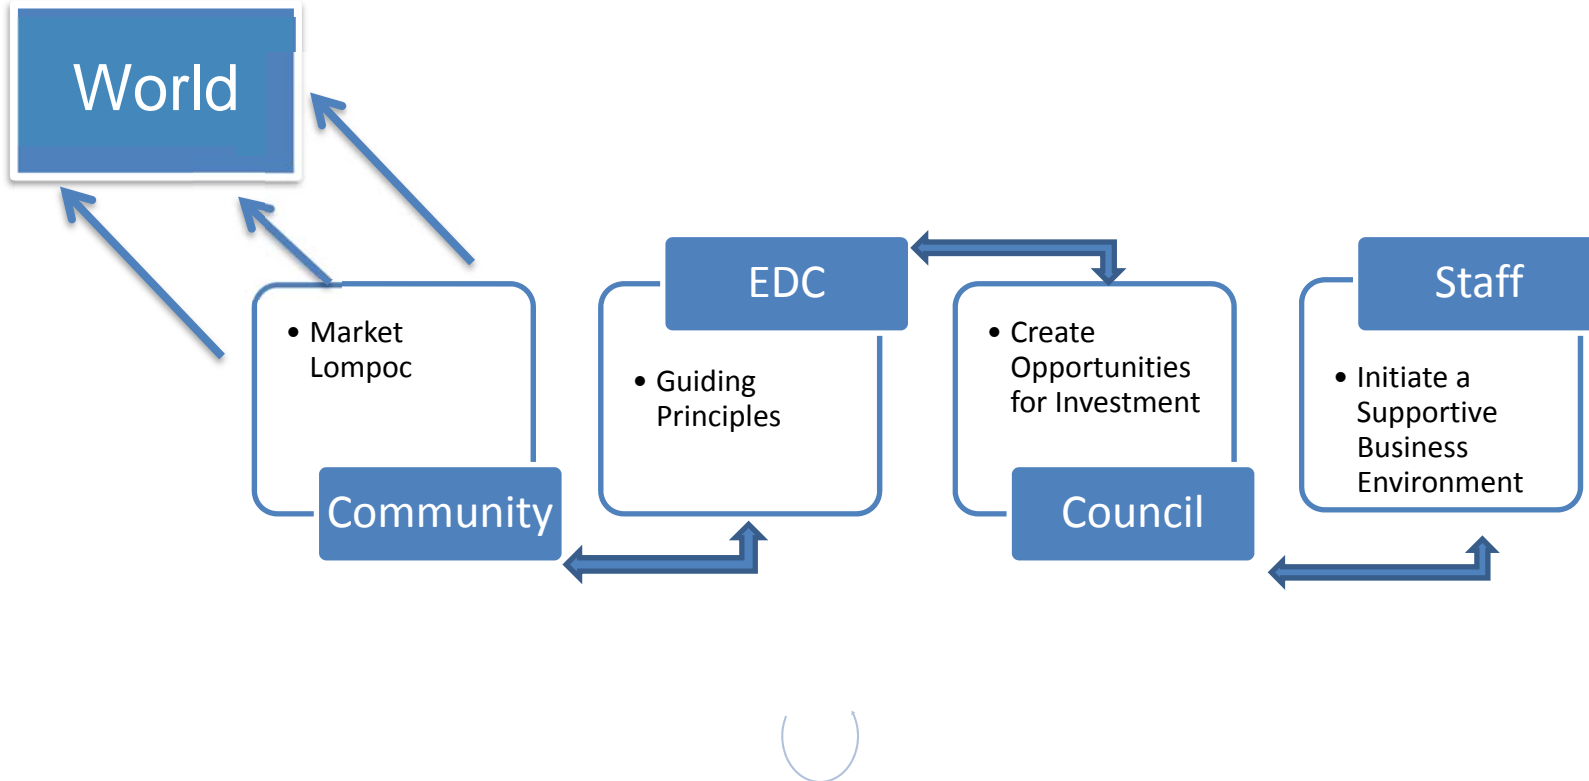 World
• Market
Lompoc
Community
EDC
• Guiding
Principles
• Create
Opportunities
for Investment
Council
Staff
• Initiate a
Supportive
Business
Environment